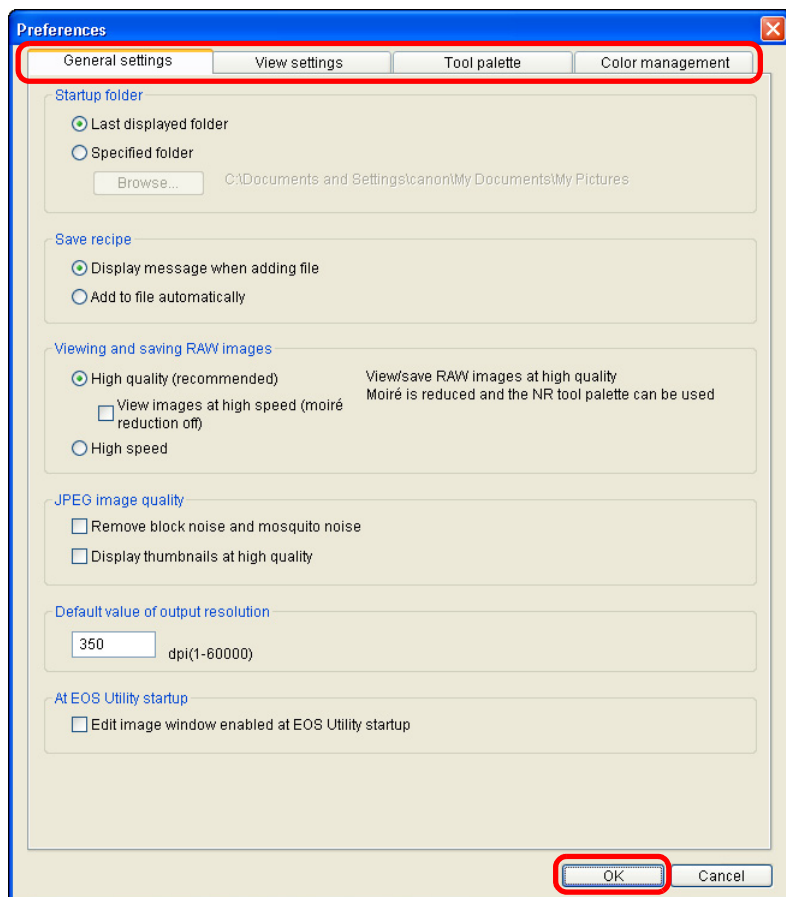 Preferences
General settings View settings Tool palette Color management
Startup folder
Last displayed folder
Specified folder
Browse... C:\Documents and Settings\canon\My Documents\My Pictures
Save recipe
Display message when adding file
Add to file automatically
Viewing and saving RAW images
High quality (recommended) View/save RAW images at high quality
Moiré is reduced and the NR tool palette can be used
View images at high speed (moiré
reduction off)
High speed
JPEG image quality
Remove block noise and mosquito noise
Display thumbnails at high quality
Default value of output resolution
350 dpi(1-60000)
At EOS Utility startup
Edit image window enabled at EOS Utility startup
OK Cancel